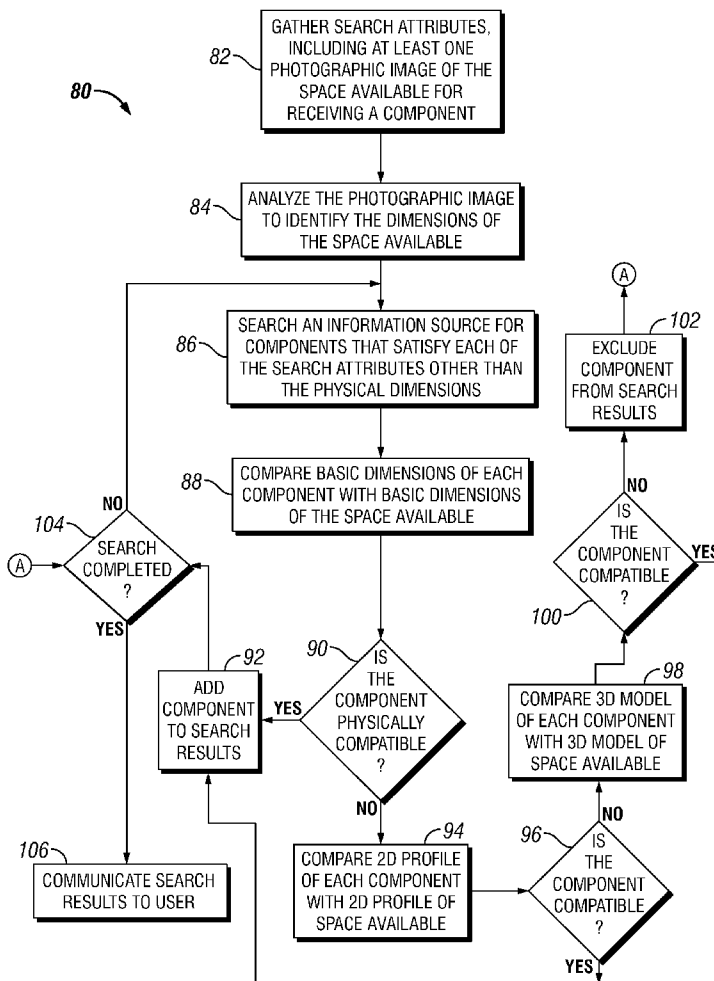 80
82
GATHER SEARCH ATTRIBUTES,
INCLUDING AT LEAST ONE
PHOTOGRAPHIC IMAGE OF THE
SPACE AVAILABLE FOR
RECEIVING A COMPONENT
84
ANALYZE THE PHOTOGRAPHIC IMAGE
TO IDENTIFY THE DIMENSIONS OF
THE SPACE AVAILABLE
86
SEARCH AN INFORMATION SOURCE FOR
COMPONENTS THAT SATISFY EACH OF
THE SEARCH ATTRIBUTES OTHER THAN
THE PHYSICAL DIMENSIONS
88
COMPARE BASIC DIMENSIONS OF EACH
COMPONENT WITH BASIC DIMENSIONS
OF THE SPACE AVAILABLE
90
IS
THE
COMPONENT
PHYSICALLY
COMPATIBLE
?
YES
NO
92
ADD
COMPONENT
TO SEARCH
RESULTS
94
COMPARE 2D PROFILE
OF EACH COMPONENT
WITH 2D PROFILE OF
SPACE AVAILABLE
96
IS
THE
COMPONENT
COMPATIBLE
?
NO
YES
98
COMPARE 3D MODEL
OF EACH COMPONENT
WITH 3D MODEL OF
SPACE AVAILABLE
100
IS
THE
COMPONENT
COMPATIBLE
?
NO
YES
102
EXCLUDE
COMPONENT
FROM SEARCH
RESULTS
A
A
104
SEARCH
COMPLETED
?
NO
YES
106
COMMUNICATE SEARCH
RESULTS TO USER